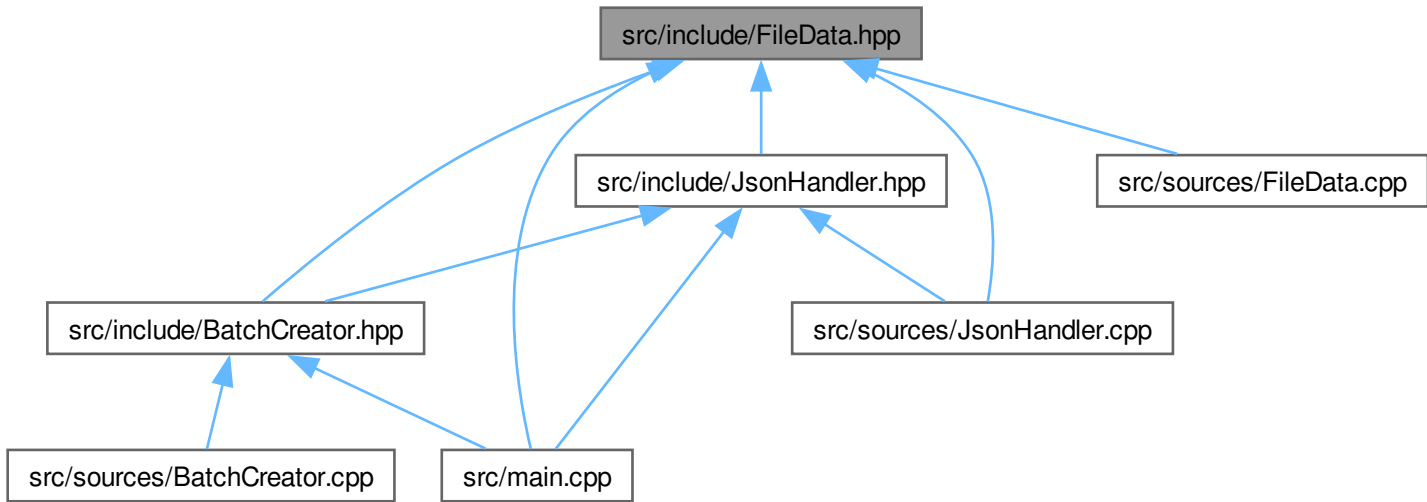 src/include/FileData.hpp
src/include/JsonHandler.hpp
src/sources/FileData.cpp
src/include/BatchCreator.hpp
src/sources/JsonHandler.cpp
src/sources/BatchCreator.cpp
src/main.cpp